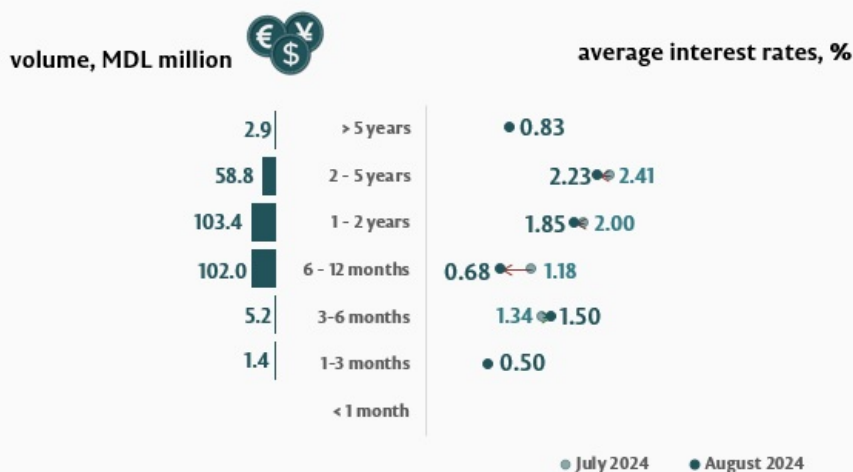 volume, MDL million
€ ¥ $
average interest rates, %
2.9 > 5 years 0.83
58.8 2 - 5 years 2.23 2.41
103.4 1 - 2 years 1.85 2.00
102.0 6 - 12 months 0.68 1.18
5.2 3-6 months 1.34 1.50
1.4 1-3 months 0.50
< 1 month
July 2024 August 2024